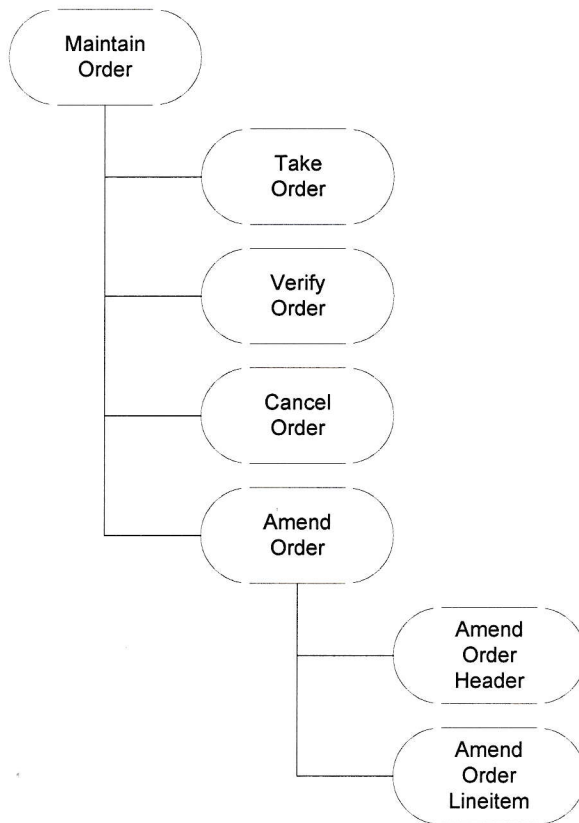 Maintain
Order
Take
Order
Verify
Order
Cancel
Order
Amend
Order
Amend
Order
Header
Amend
Order
Lineitem